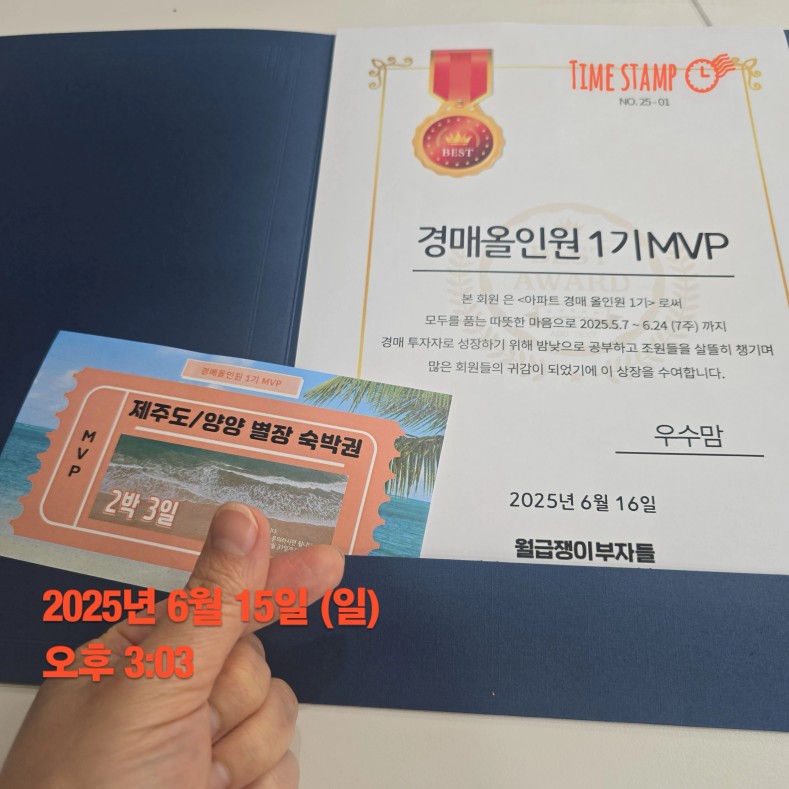 TIME STAMP
NO. 25 - 01
BEST
경매올인원 1기 MVP
AWARD
본 회원 은 <아파트 경매 올인원 1기> 로써
모두를 품는 따뜻한 마음으로 2025.5.7 ~ 6.24 (7주) 까지
경매 투자자로 성장하기 위해 밤낮으로 공부하고 조원들을 살뜰히 챙기며
많은 회원들의 귀감이 되었기에 이 상장을 수여합니다.
우수맘
2025년 6월 16일
월급쟁이부자들
경매올인원 1기 MVP
제주도/양양 별장 숙박권
MVP
2박 3일
2025년 6월 15일 (일)
오후 3:03